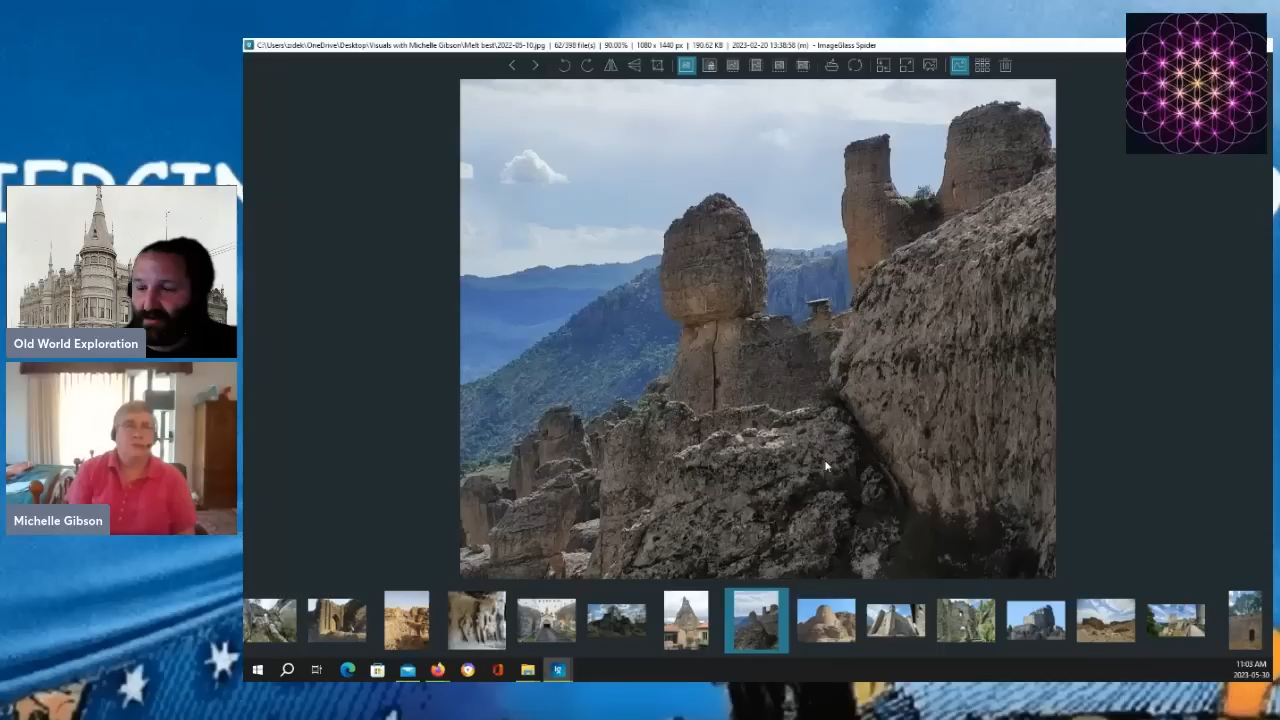 C:\Users\zidek\OneDrive\Desktop\Visuals with Michelle Gibson\Melt best\2022-05-10.jpg | 62/398 file(s) | 90.00% | 1080 x 1440 px | 190.62 KB | 2023-02-20 13:38:58 (m) - ImageGlass Spider
Old World Exploration
Michelle Gibson
11:03 AM
2023-05-30